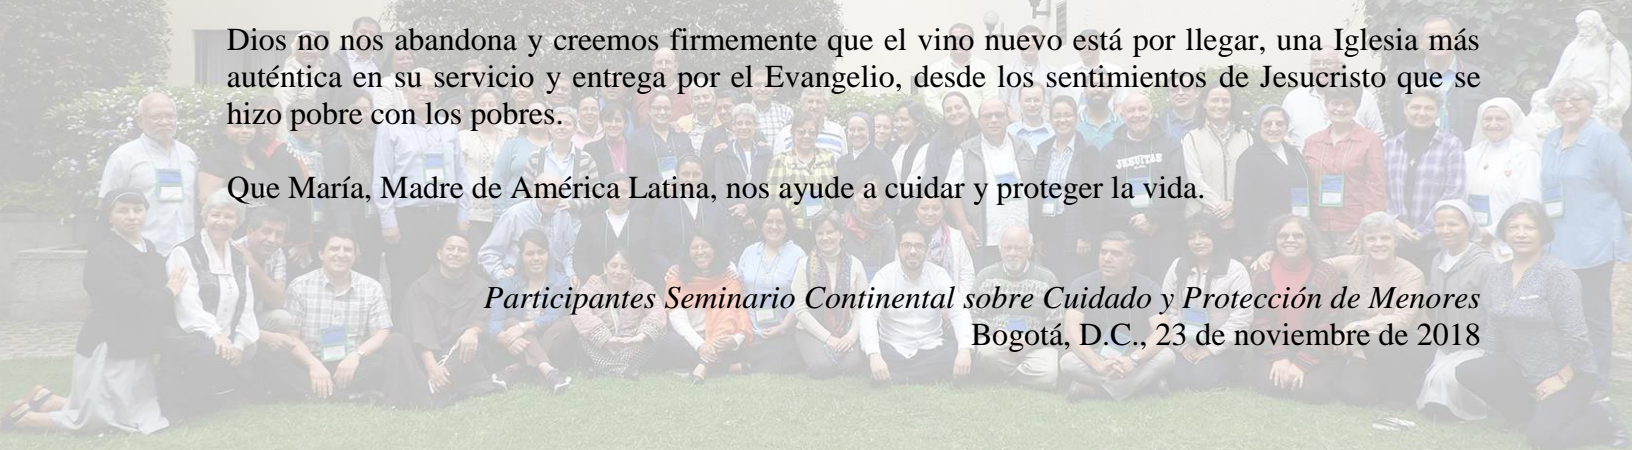 Dios no nos abandona y creemos firmemente que el vino nuevo está por llegar, una Iglesia más
auténtica en su servicio y entrega por el Evangelio, desde los sentimientos de Jesucristo que se
hizo pobre con los pobres.
Que María, Madre de América Latina, nos ayude a cuidar y proteger la vida.
JESUITAS
Participantes Seminario Continental sobre Cuidado y Protección de Menores
Bogotá, D.C., 23 de noviembre de 2018